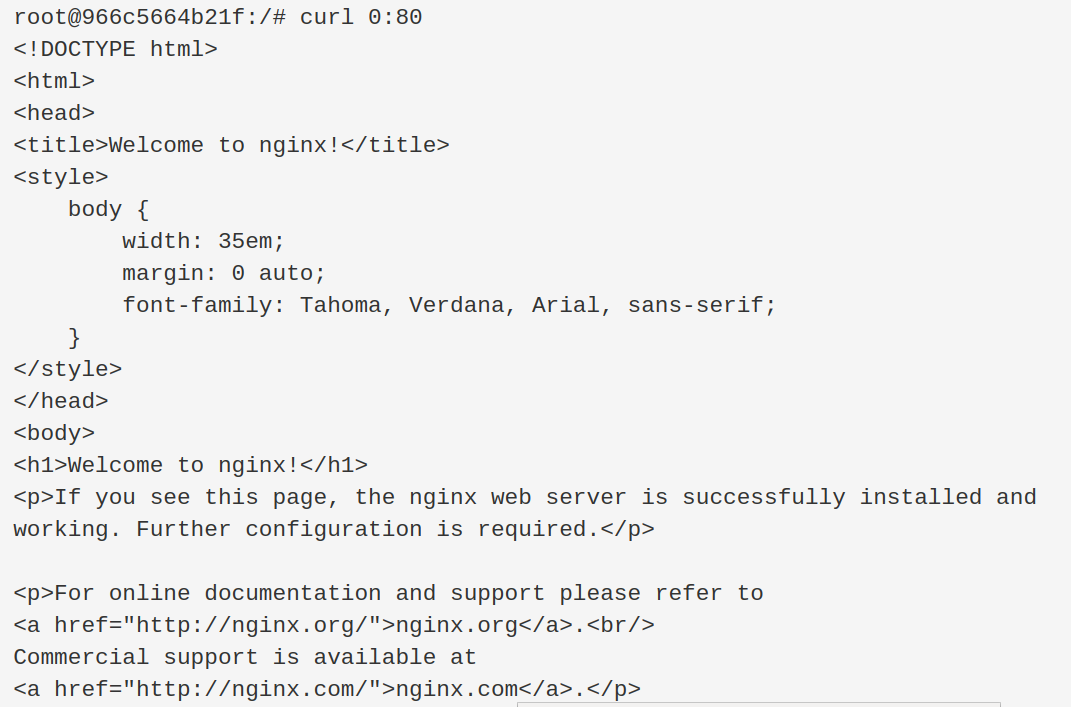 root@966c5664b21f:/# curl 0:80
<!DOCTYPE html>
<html>
<head>
<title>Welcome to nginx!</title>
<style>
    body {
        width: 35em;
        margin: 0 auto;
        font-family: Tahoma, Verdana, Arial, sans-serif;
    }
</style>
</head>
<body>
<h1>Welcome to nginx!</h1>
<p>If you see this page, the nginx web server is successfully installed and
working. Further configuration is required.</p>

<p>For online documentation and support please refer to
<a href="http://nginx.org/">nginx.org</a>.<br/>
Commercial support is available at
<a href="http://nginx.com/">nginx.com</a>.</p>